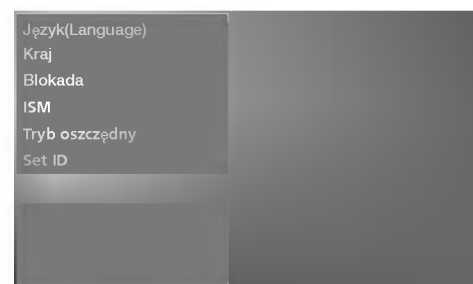 Język(Language)
Kraj
Blokada
ISM
Tryb oszczędny
Set ID